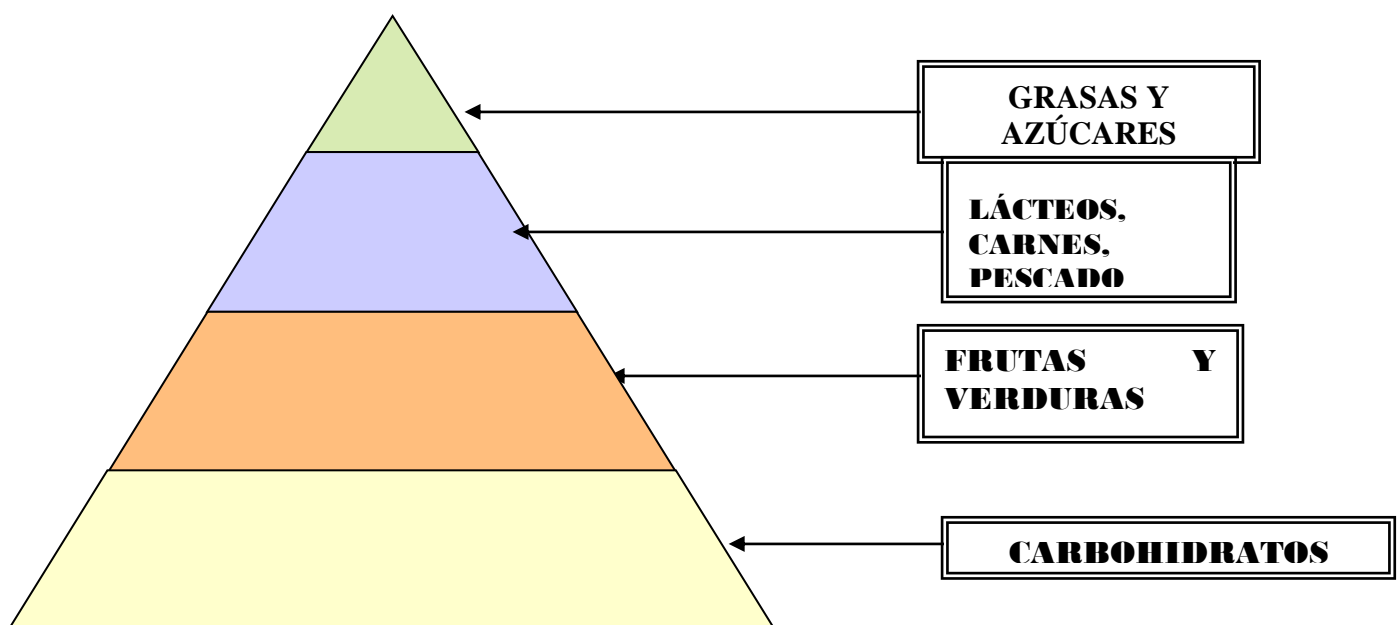 GRASAS Y
AZÚCARES
LÁCTEOS,
CARNES,
PESCADO
FRUTAS Y
VERDURAS
CARBOHIDRATOS